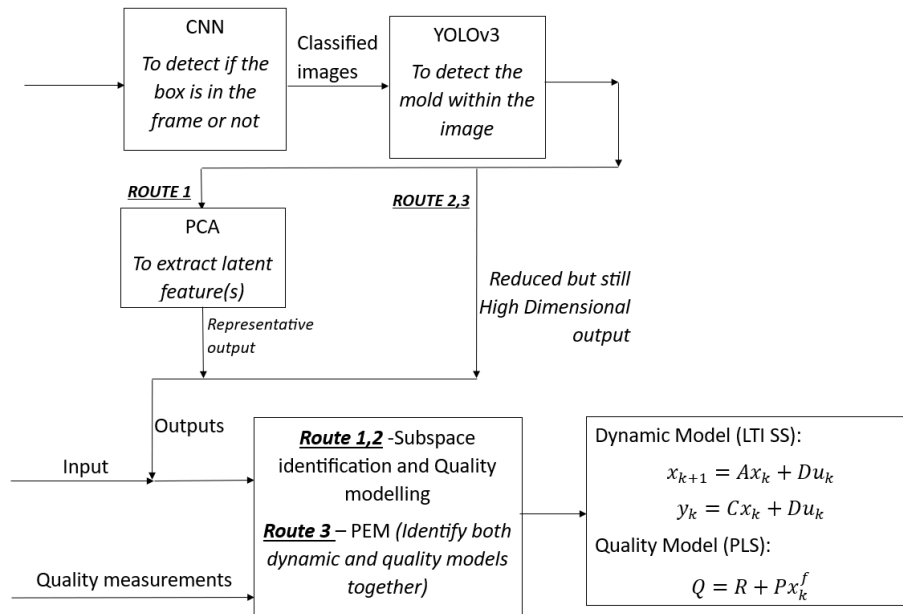 CNN
To detect if the
box is in the
frame or not
Classified
images
YOLOv3
To detect the
mold within the
image
ROUTE 1
ROUTE 2,3
PCA
To extract latent
feature(s)
Representative
output
Reduced but still
High Dimensional
output
Outputs
Input
Quality measurements
Route 1,2 -Subspace
identification and Quality
modelling
Route 3 – PEM (Identify both
dynamic and quality models
together)
Dynamic Model (LTI SS):
x_{k+1} = Ax_k + Du_k
y_k = Cx_k + Du_k
Quality Model (PLS):
Q = R + Px_k^f